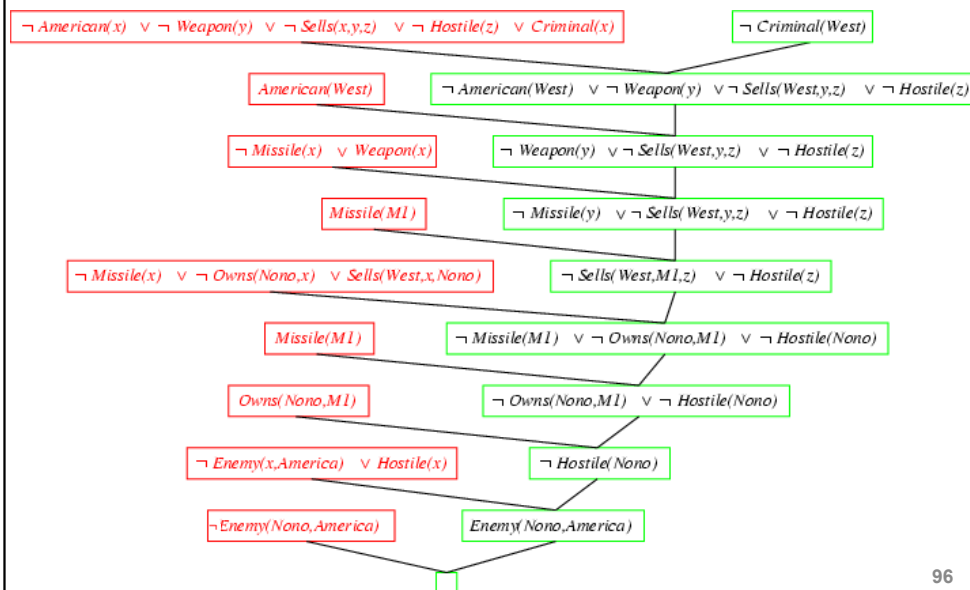 ¬ American(x) ∨ ¬ Weapon(y) ∨ ¬ Sells(x,y,z) ∨ ¬ Hostile(z) ∨ Criminal(x)
¬ Criminal(West)
American(West)
¬ American(West) ∨ ¬ Weapon(y) ∨ ¬ Sells(West,y,z) ∨ ¬ Hostile(z)
¬ Missile(x) ∨ Weapon(x)
¬ Weapon(y) ∨ ¬ Sells(West,y,z) ∨ ¬ Hostile(z)
Missile(M1)
¬ Missile(y) ∨ ¬ Sells(West,y,z) ∨ ¬ Hostile(z)
¬ Missile(x) ∨ ¬ Owns(Nono,x) ∨ Sells(West,x,Nono)
¬ Sells(West,M1,z) ∨ ¬ Hostile(z)
Missile(M1)
¬ Missile(M1) ∨ ¬ Owns(Nono,M1) ∨ ¬ Hostile(Nono)
Owns(Nono,M1)
¬ Owns(Nono,M1) ∨ ¬ Hostile(Nono)
¬ Enemy(x,America) ∨ Hostile(x)
¬ Hostile(Nono)
¬Enemy(Nono,America)
Enemy(Nono,America)
96